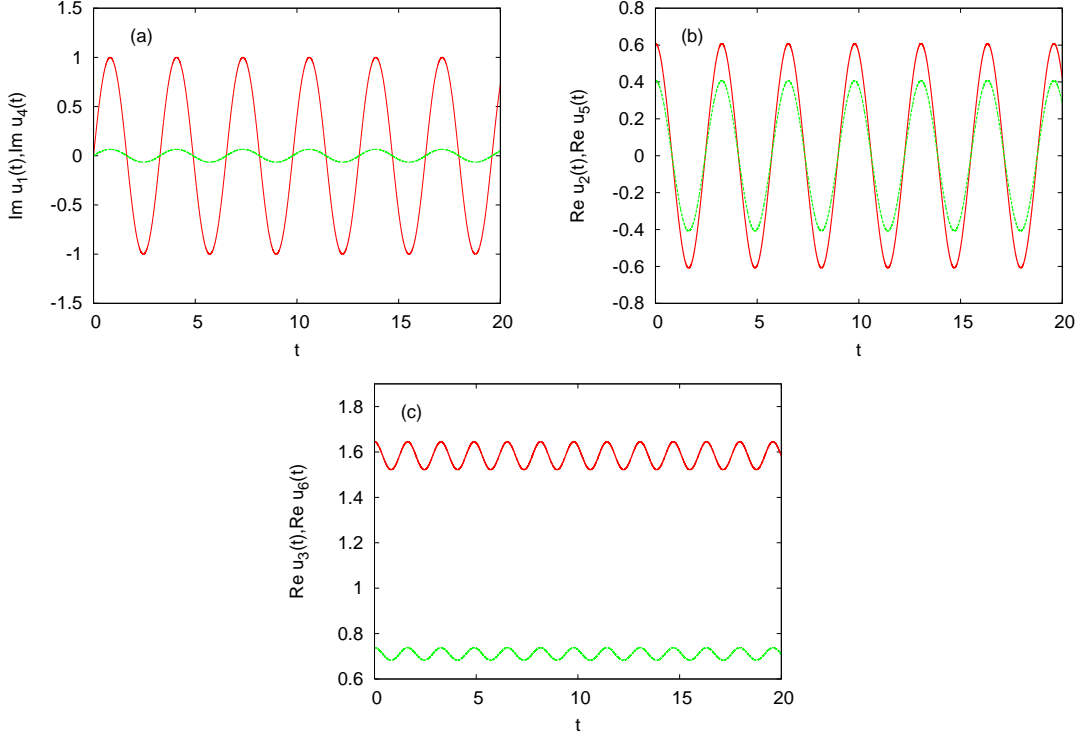 1.5
1
0.5
0
-0.5
-1
-1.5
(a)
Im u1(t),Im u4(t)
0 5 10 15 20
t
0.8
0.6
0.4
0.2
0
-0.2
-0.4
-0.6
-0.8
(b)
Re u2(t),Re u5(t)
0 5 10 15 20
t
1.8
1.6
1.4
1.2
1
0.8
0.6
(c)
Re u3(t),Re u6(t)
0 5 10 15 20
t